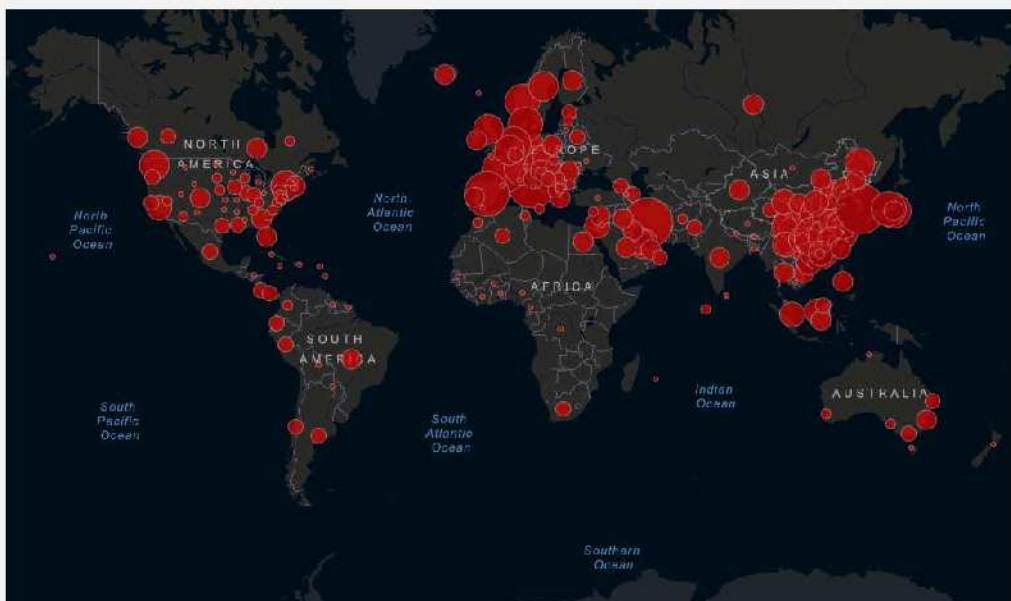 NORTH
AMERICA
ASIA
North
Pacific
Ocean
North
Atlantic
Ocean
North
Pacific
Ocean
AFRICA
SOUTH
AMERICA
Indian
Ocean
AUSTRALIA
South
Pacific
Ocean
South
Atlantic
Ocean
Southern
Ocean